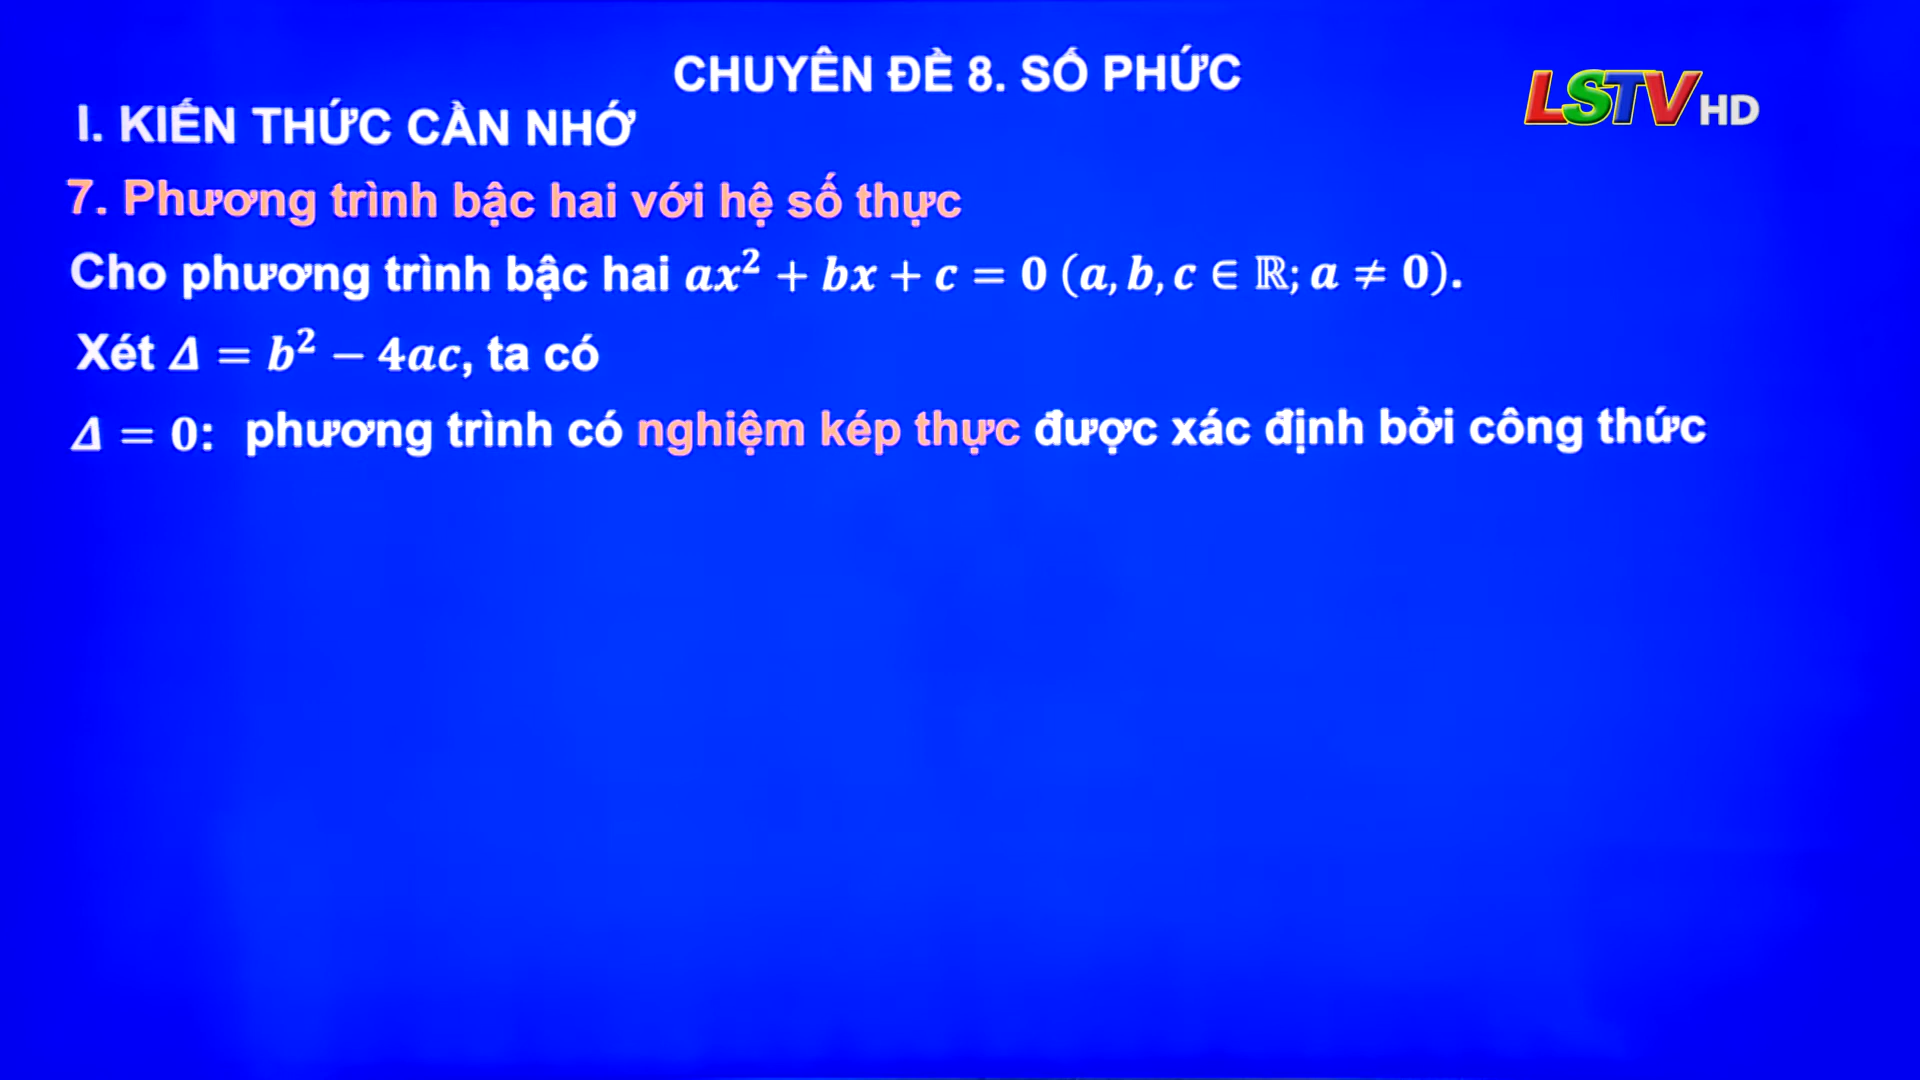 CHUYÊN ĐỀ 8. SỐ PHỨC
LSTV HD
I. KIẾN THỨC CẦN NHỚ
7. Phương trình bậc hai với hệ số thực
Cho phương trình bậc hai ax² + bx + c = 0 (a, b, c ∈ ℝ; a ≠ 0).
Xét Δ = b² − 4ac, ta có
Δ = 0: phương trình có nghiệm kép thực được xác định bởi công thức